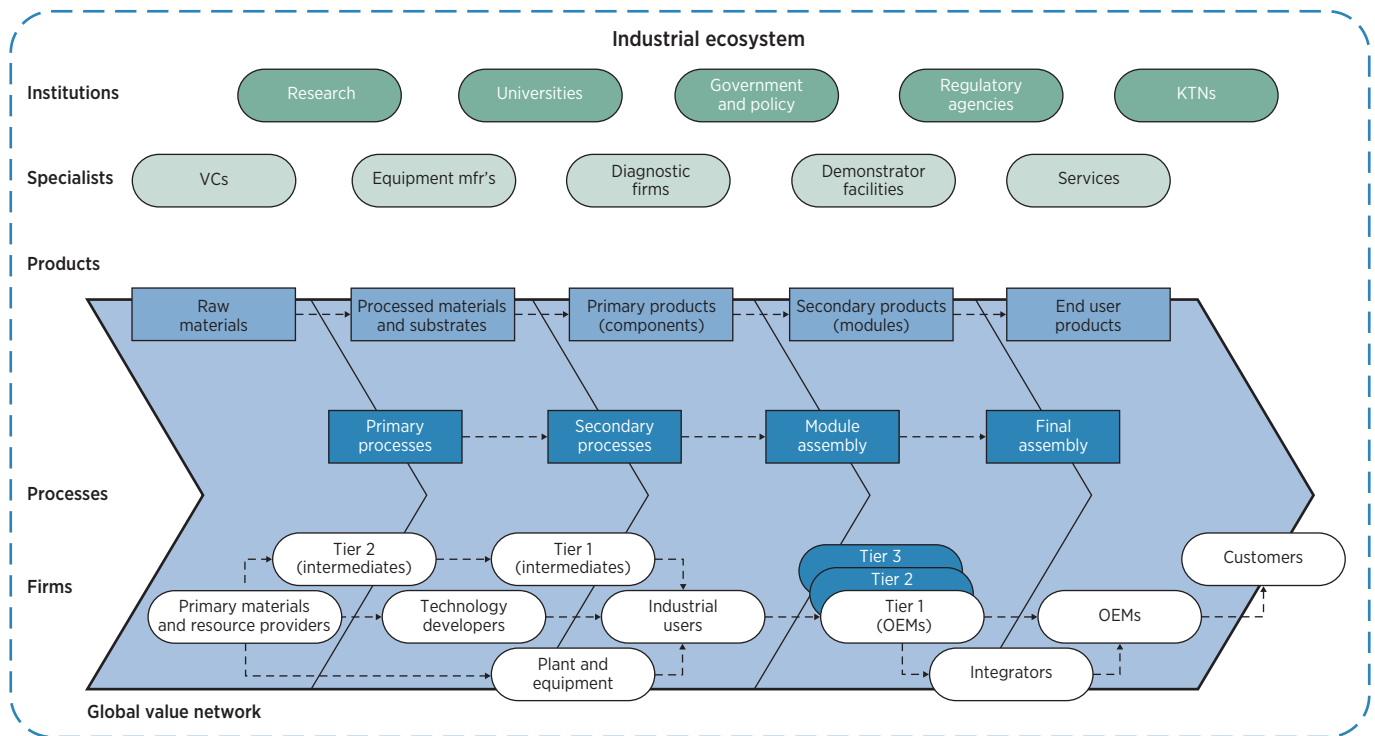 Industrial ecosystem
Institutions
Research
Universities
Government
and policy
Regulatory
agencies
KTNs
Specialists
VCs
Equipment mfr's
Diagnostic
firms
Demonstrator
facilities
Services
Products
Raw
materials
Processed materials
and substrates
Primary products
(components)
Secondary products
(modules)
End user
products
Primary
processes
Secondary
processes
Module
assembly
Final
assembly
Processes
Firms
Tier 2
(intermediates)
Tier 1
(intermediates)
Tier 3
Tier 2
Customers
Primary materials
and resource providers
Technology
developers
Industrial
users
Tier 1
(OEMs)
OEMs
Plant and
equipment
Integrators
Global value network